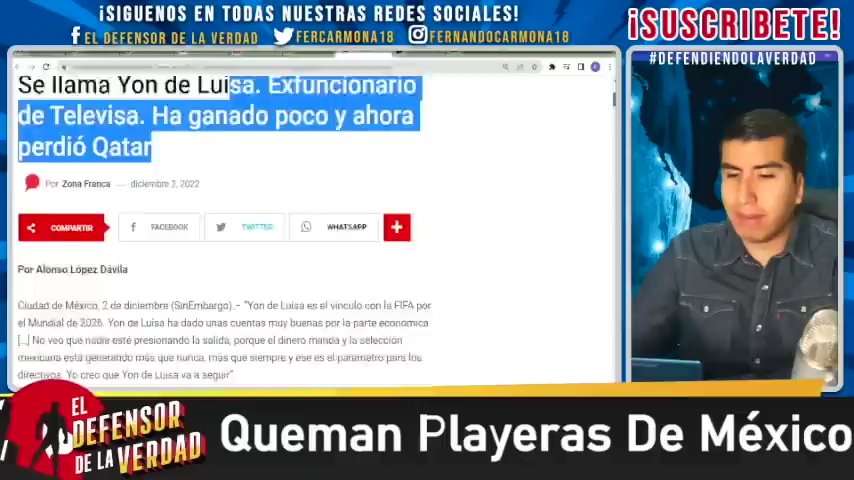 ¡SIGUENOS EN TODAS NUESTRAS REDES SOCIALES!
EL DEFENSOR DE LA VERDAD FERCARMONA18 FERNANDOCARMONA18
¡SUSCRIBETE!
#DEFENDIENDOLAVERDAD
Se llama Yon de Luisa. Exfuncionario
de Televisa. Ha ganado poco y ahora
perdió Qatar
Por Zona Franca — diciembre 2, 2022
COMPARTIR FACEBOOK TWITTER WHATSAPP
Por Alonso López Dávila
Ciudad de México, 2 de diciembre (SinEmbargo).– "Yon de Luisa es el vínculo con la FIFA por
el Mundial de 2026. Yon de Luisa ha dado unas cuentas muy buenas por la parte económica
[...] No veo que nadie esté presionando la salida, porque el dinero manda y la selección
mexicana está generando más que nunca, más que siempre y ese es el parámetro para los
directivos. Yo creo que Yon de Luisa va a seguir"
EL
DEFENSOR
DE LA VERDAD
Queman Playeras De México